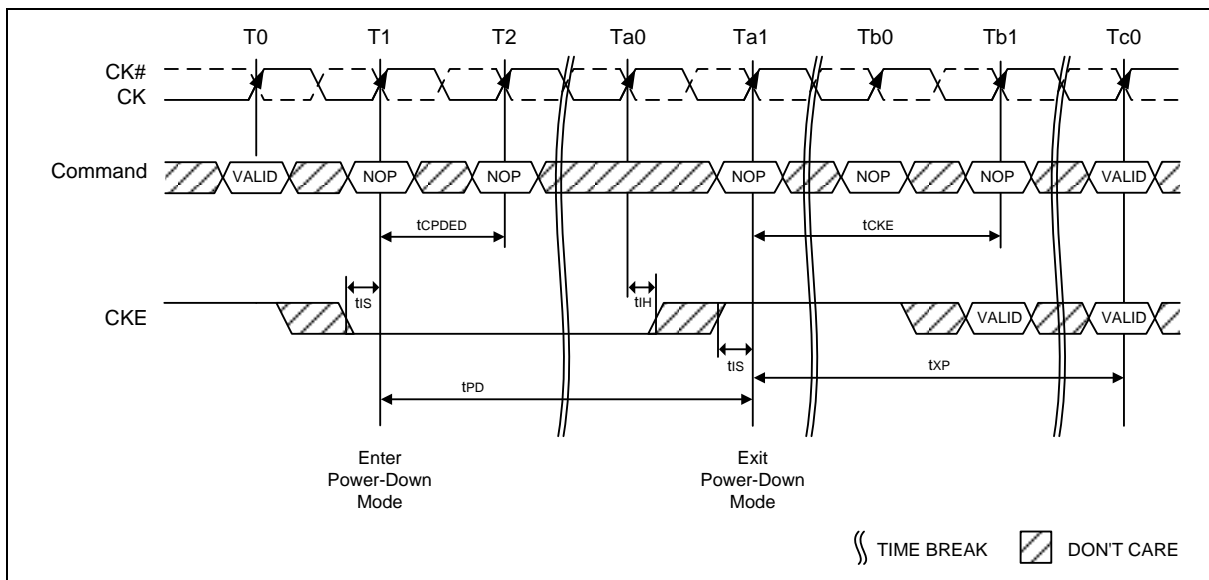 T0 T1 T2 Ta0 Ta1 Tb0 Tb1 Tc0
CK#
CK
Command VALID NOP NOP NOP NOP NOP VALID
tCPDED tCKE
tIS tIH
CKE VALID VALID
tIS
tPD tXP
Enter
Power-Down
Mode
Exit
Power-Down
Mode
TIME BREAK DON'T CARE